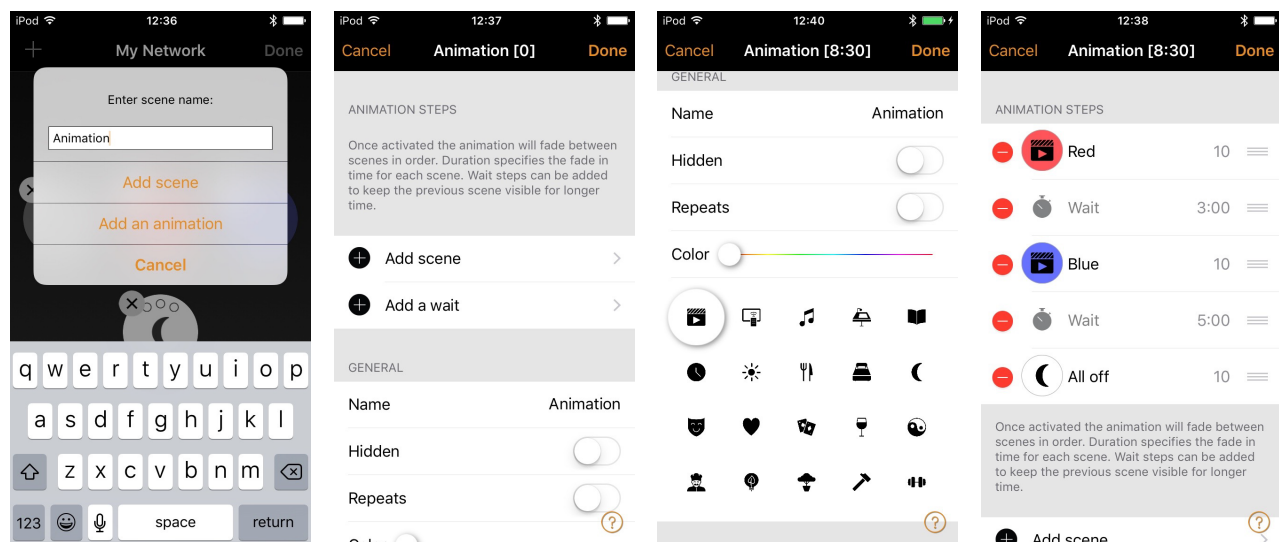 iPod 12:36
My Network Done
Enter scene name:
Animation
Add scene
Add an animation
Cancel
q w e r t y u i o p
a s d f g h j k l
z x c v b n m
123 space return
iPod 12:37
Cancel Animation [0] Done
ANIMATION STEPS
Once activated the animation will fade between
scenes in order. Duration specifies the fade in
time for each scene. Wait steps can be added
to keep the previous scene visible for longer
time.
Add scene
Add a wait
GENERAL
Name Animation
Hidden
Repeats
?
Color
iPod 12:40
Cancel Animation [8:30] Done
GENERAL
Name Animation
Hidden
Repeats
Color
?
iPod 12:38
Cancel Animation [8:30] Done
ANIMATION STEPS
Red 10
Wait 3:00
Blue 10
Wait 5:00
All off 10
Once activated the animation will fade between
scenes in order. Duration specifies the fade in
time for each scene. Wait steps can be added
to keep the previous scene visible for longer
time.
?
Add scene